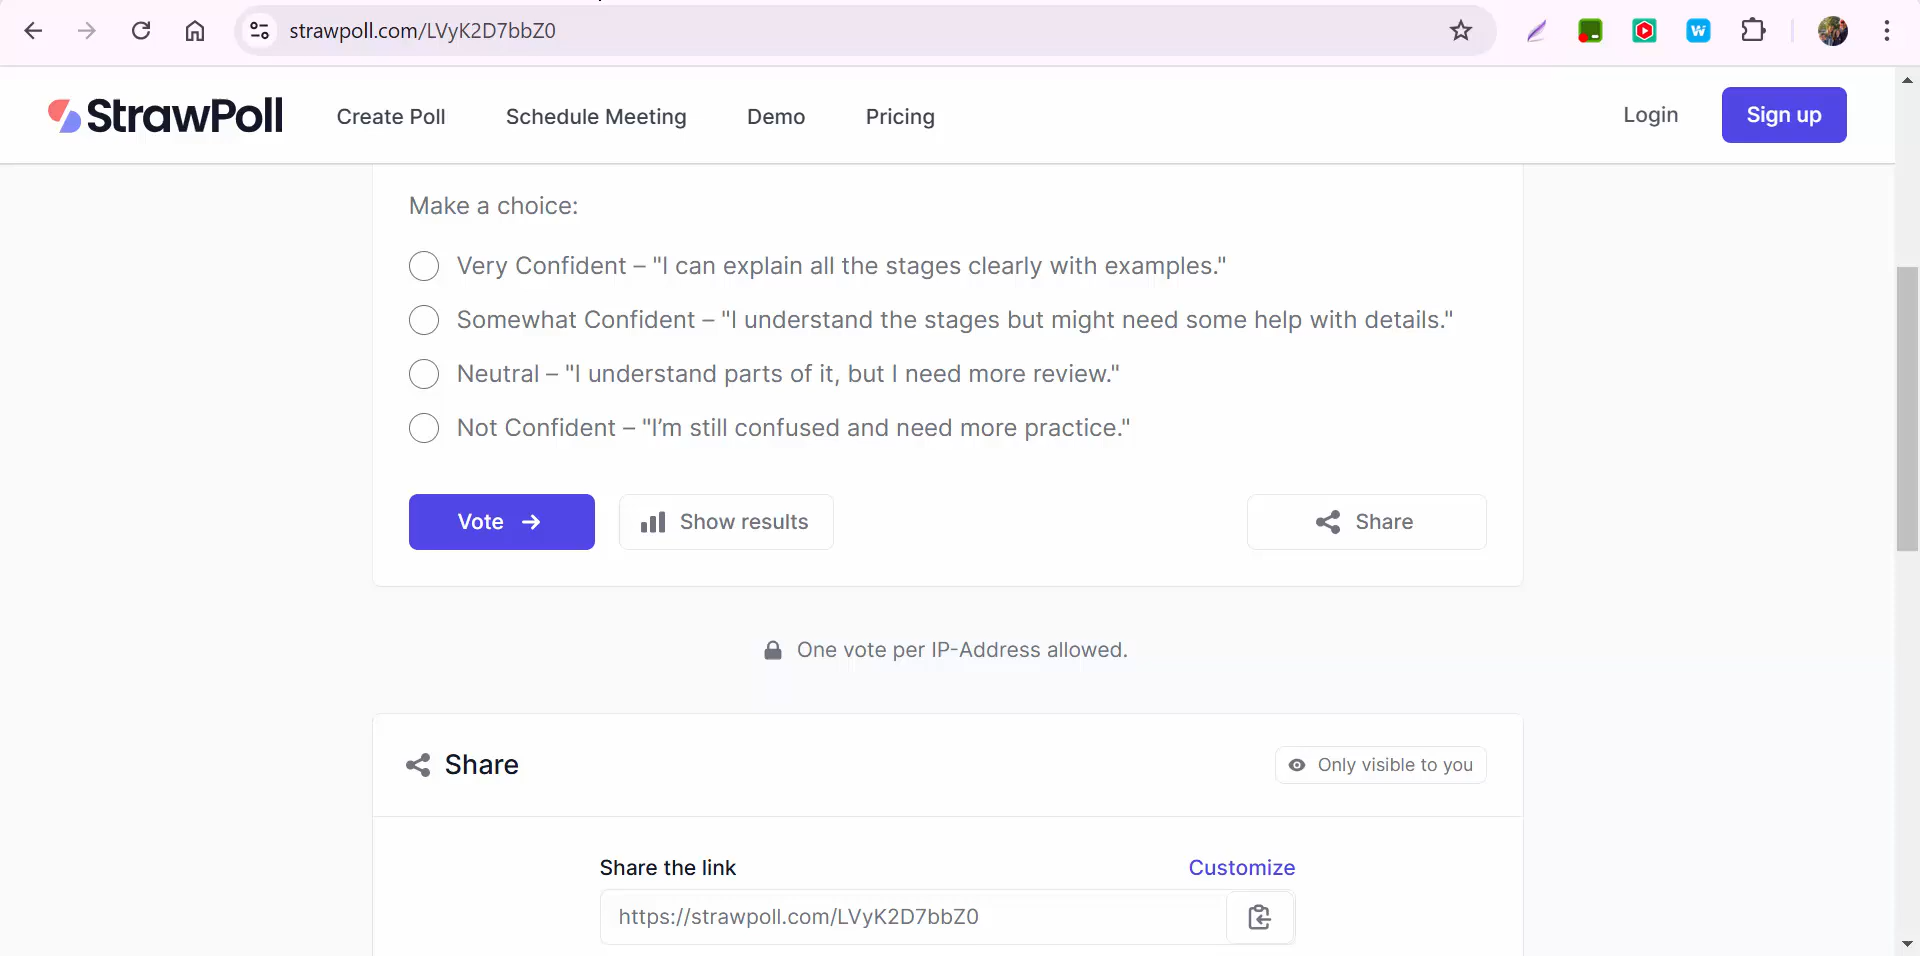 strawpoll.com/LVyK2D7bbZ0
StrawPoll
Create Poll
Schedule Meeting
Demo
Pricing
Login
Sign up
Make a choice:
Very Confident – "I can explain all the stages clearly with examples."
Somewhat Confident – "I understand the stages but might need some help with details."
Neutral – "I understand parts of it, but I need more review."
Not Confident – "I’m still confused and need more practice."
Vote
Show results
Share
One vote per IP-Address allowed.
Share
Only visible to you
Share the link
Customize
https://strawpoll.com/LVyK2D7bbZ0